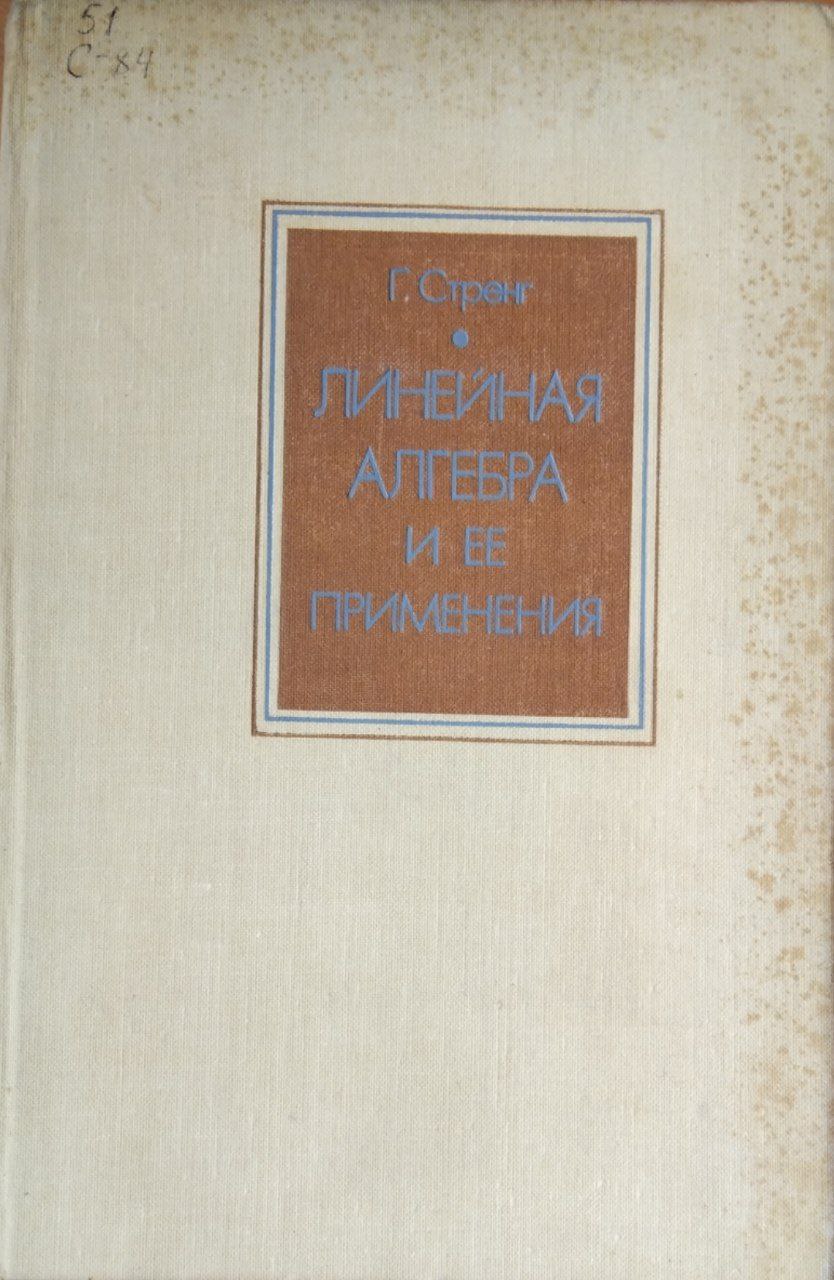 51
С-84
Г. Стренг
ЛИНЕЙНАЯ
АЛГЕБРА
И ЕЕ
ПРИМЕНЕНИЯ